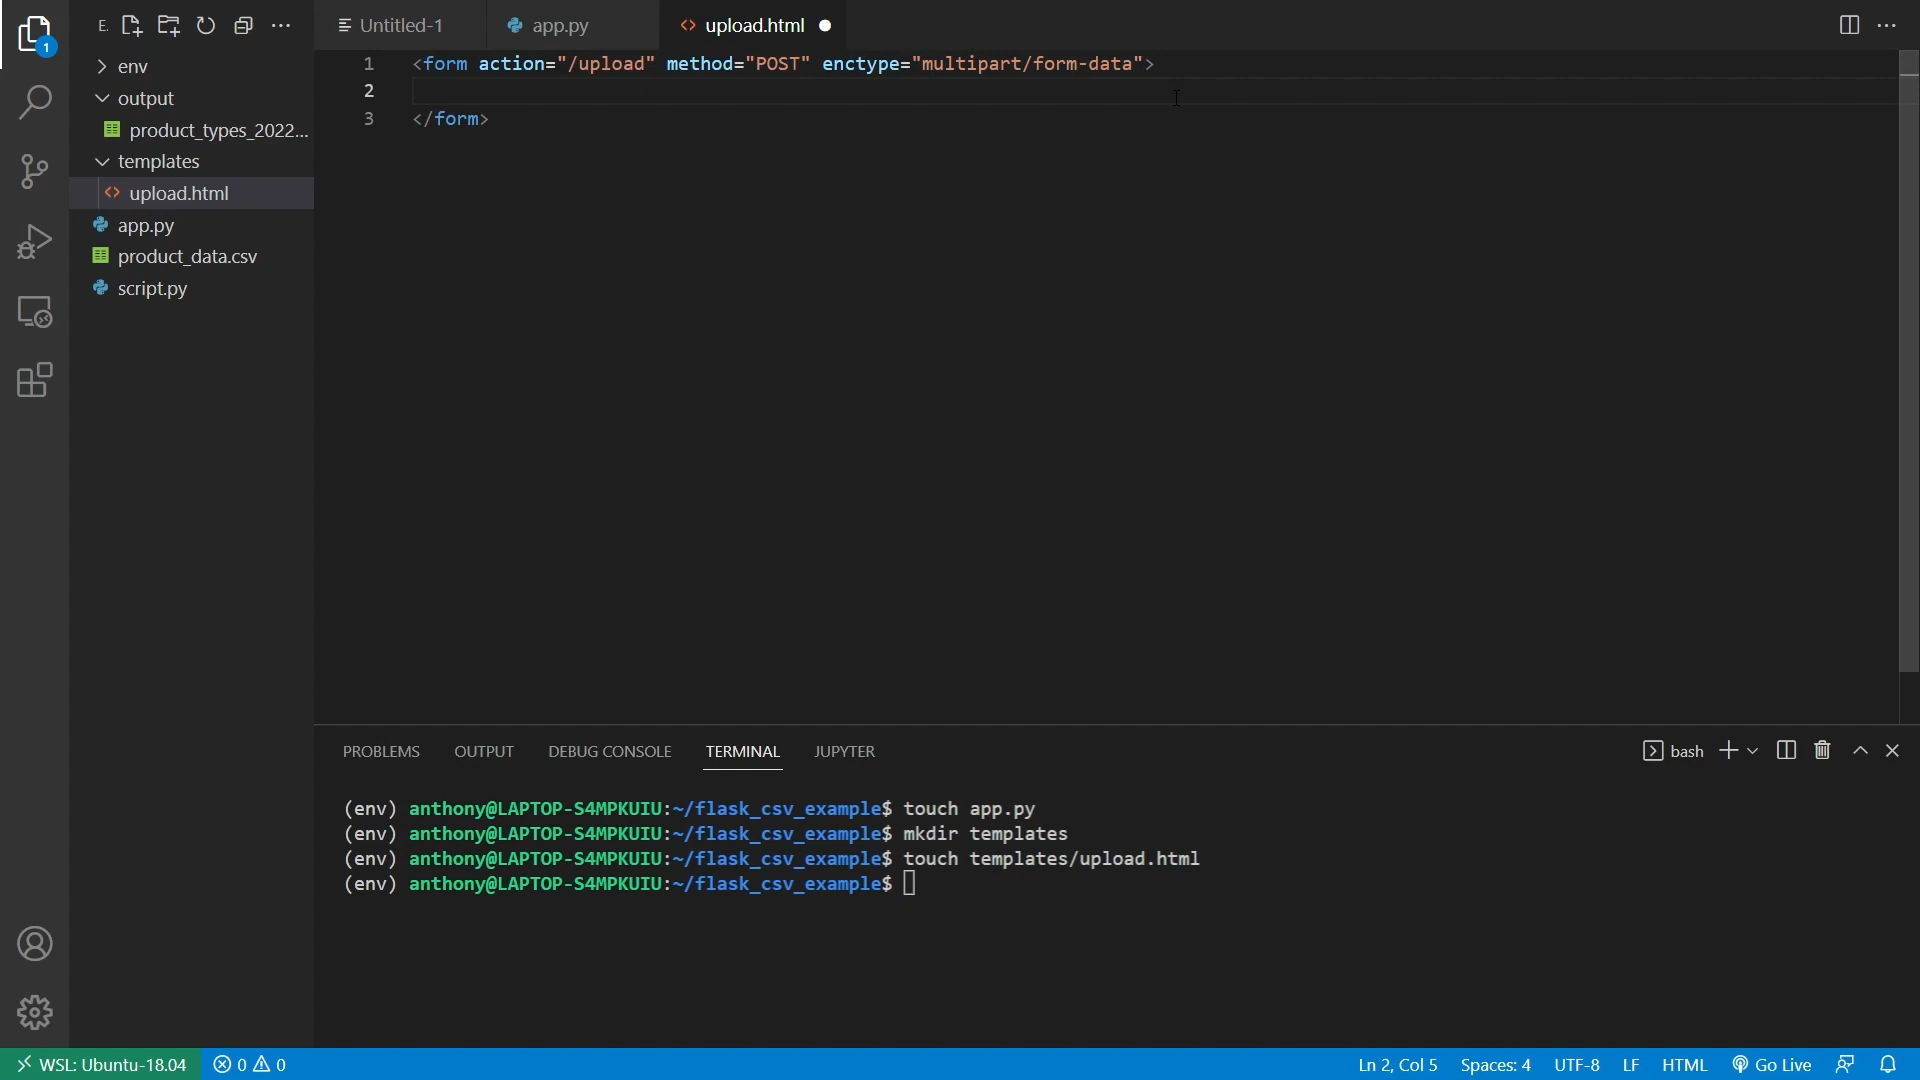 E.
Untitled-1
app.py
upload.html
1
env
output
product_types_2022...
templates
upload.html
app.py
product_data.csv
script.py
1 <form action="/upload" method="POST" enctype="multipart/form-data">
2
3 </form>
PROBLEMS OUTPUT DEBUG CONSOLE TERMINAL JUPYTER
bash
(env) anthony@LAPTOP-S4MPKUIU:~/flask_csv_example$ touch app.py
(env) anthony@LAPTOP-S4MPKUIU:~/flask_csv_example$ mkdir templates
(env) anthony@LAPTOP-S4MPKUIU:~/flask_csv_example$ touch templates/upload.html
(env) anthony@LAPTOP-S4MPKUIU:~/flask_csv_example$
WSL: Ubuntu-18.04 0 0 Ln 2, Col 5 Spaces: 4 UTF-8 LF HTML Go Live